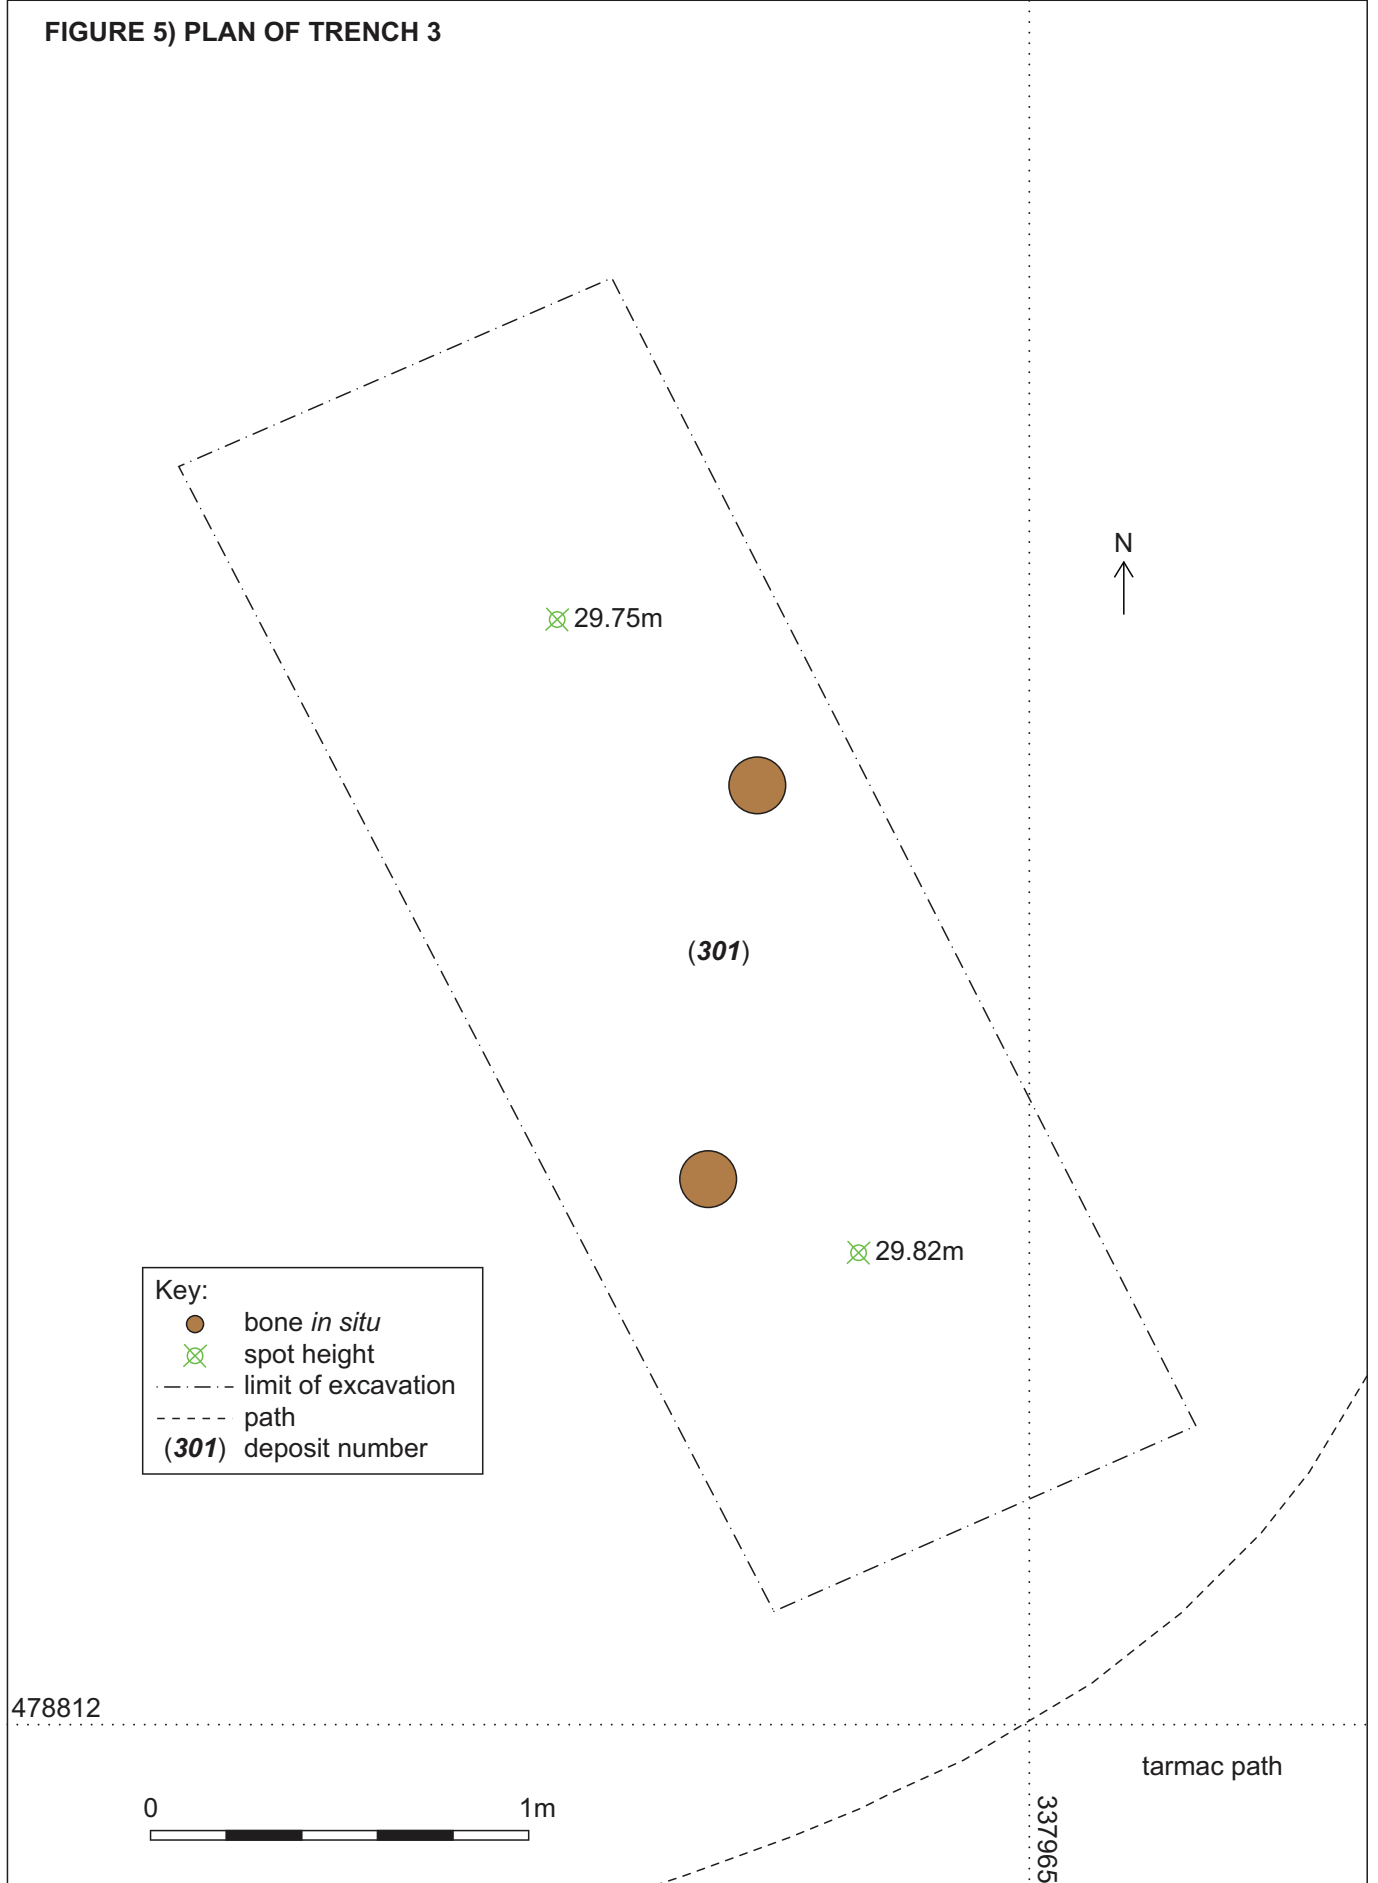 FIGURE 5) PLAN OF TRENCH 3
N
29.75m
(301)
29.82m
Key:
bone in situ
spot height
limit of excavation
path
(301) deposit number
478812
tarmac path
0 1m
337965